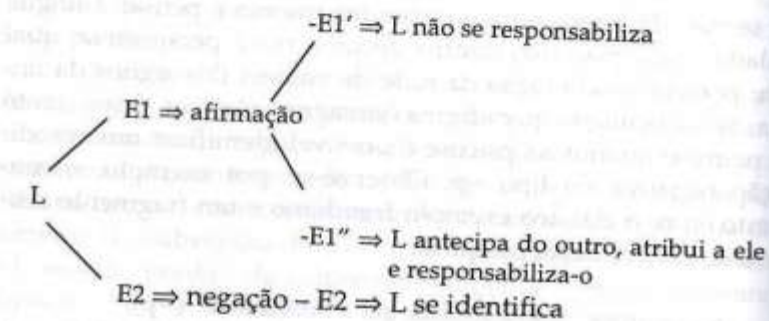 -E1′ ⇒ L não se responsabiliza
E1 ⇒ afirmação
L
-E1″ ⇒ L antecipa do outro, atribui a ele
e responsabiliza-o
E2 ⇒ negação – E2 ⇒ L se identifica